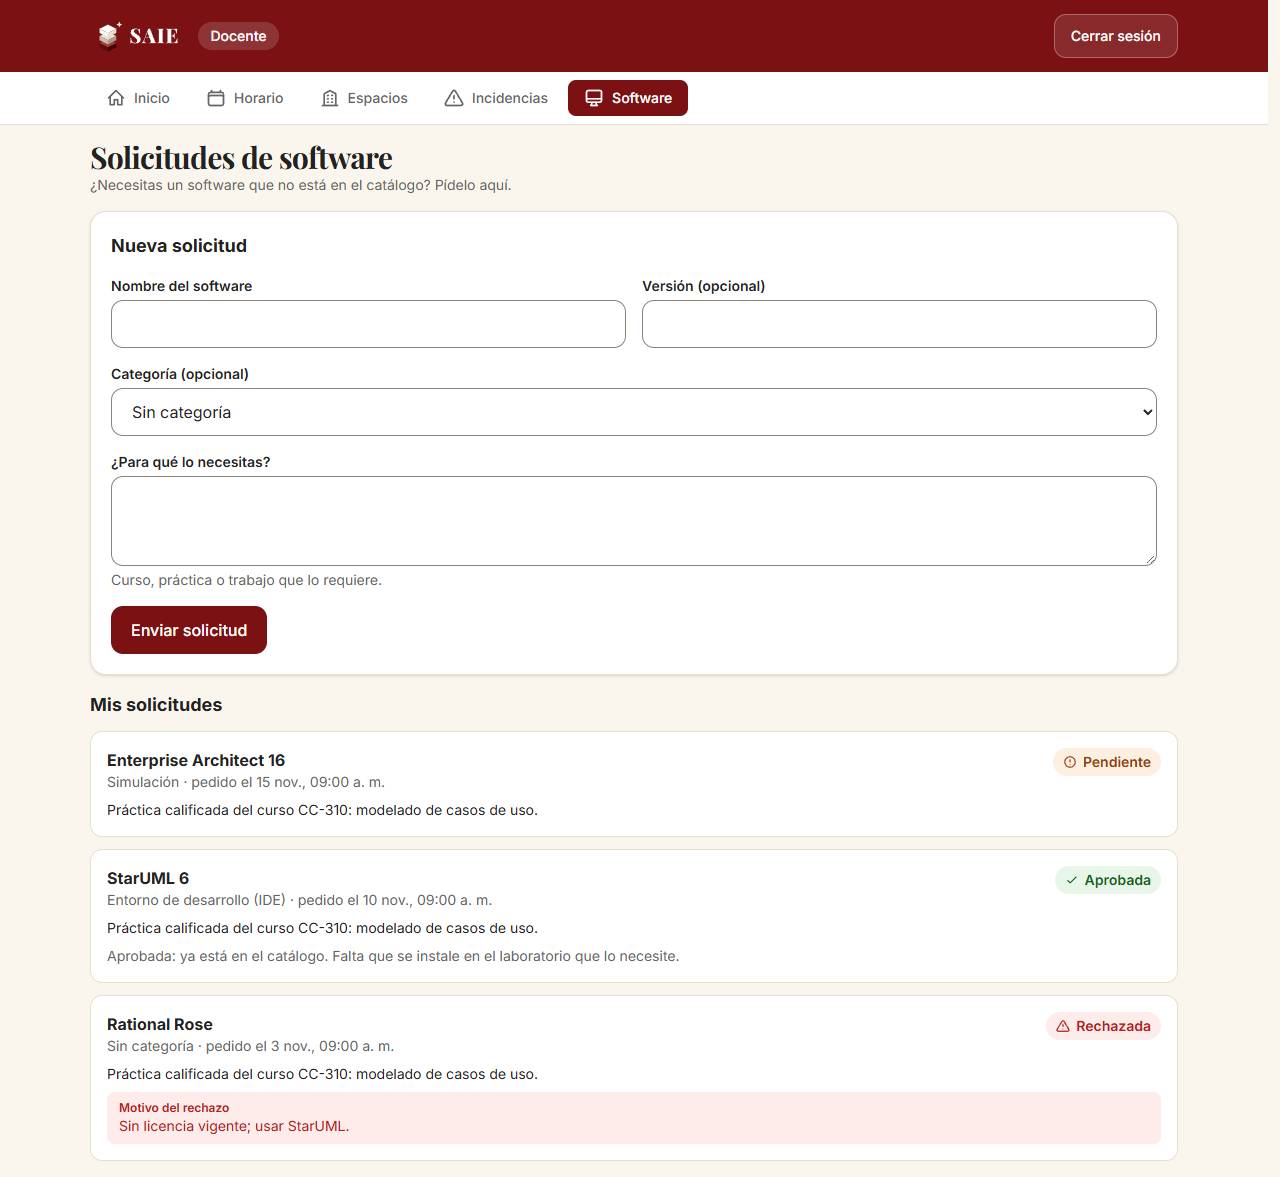 SAIE
Docente
Cerrar sesión
Inicio
Horario
Espacios
Incidencias
Software
Solicitudes de software
¿Necesitas un software que no está en el catálogo? Pídelo aquí.
Nueva solicitud
Nombre del software
Versión (opcional)
Categoría (opcional)
Sin categoría
¿Para qué lo necesitas?
Curso, práctica o trabajo que lo requiere.
Enviar solicitud
Mis solicitudes
Enterprise Architect 16
Pendiente
Simulación · pedido el 15 nov., 09:00 a. m.
Práctica calificada del curso CC-310: modelado de casos de uso.
StarUML 6
Aprobada
Entorno de desarrollo (IDE) · pedido el 10 nov., 09:00 a. m.
Práctica calificada del curso CC-310: modelado de casos de uso.
Aprobada: ya está en el catálogo. Falta que se instale en el laboratorio que lo necesite.
Rational Rose
Rechazada
Sin categoría · pedido el 3 nov., 09:00 a. m.
Práctica calificada del curso CC-310: modelado de casos de uso.
Motivo del rechazo
Sin licencia vigente; usar StarUML.